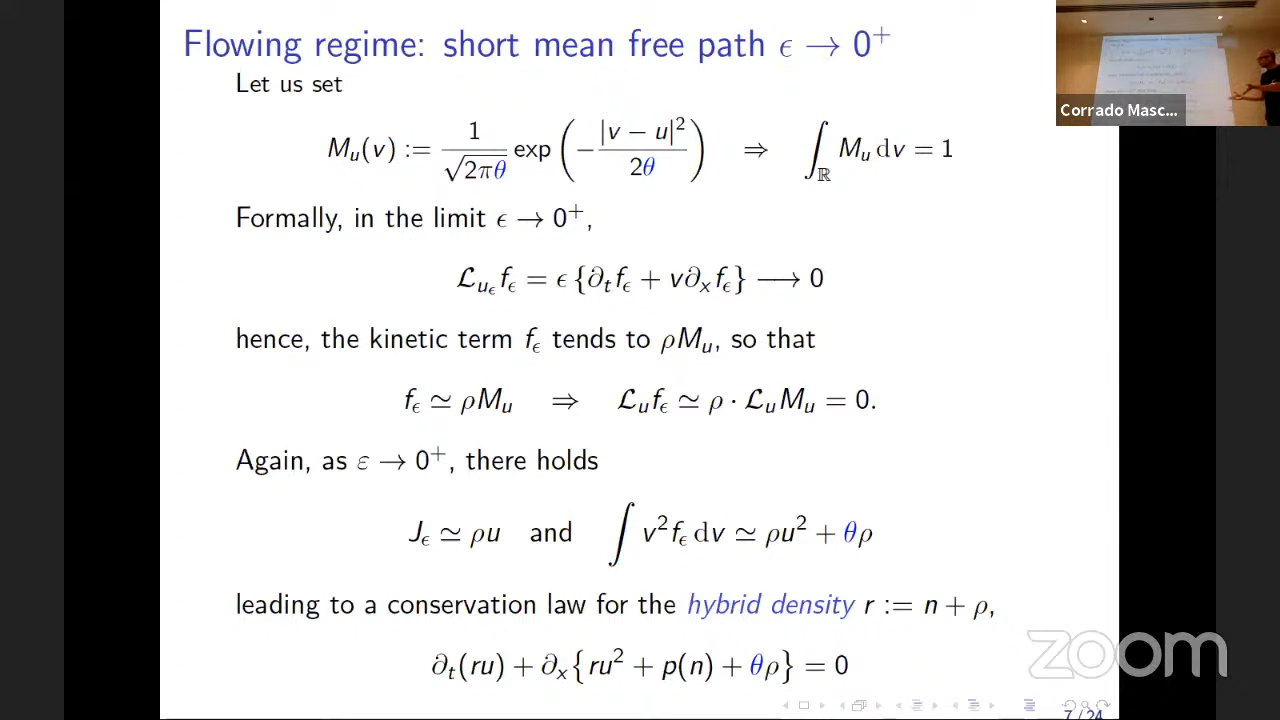 Flowing regime: short mean free path ϵ → 0⁺
Let us set
M_u(v) := 1/√(2πθ) exp(−|v − u|²/2θ) ⇒ ∫_ℝ M_u dv = 1
Formally, in the limit ϵ → 0⁺,
ℒ_{u_ϵ} f_ϵ = ϵ {∂_t f_ϵ + v∂_x f_ϵ} ⟶ 0
hence, the kinetic term f_ϵ tends to ρM_u, so that
f_ϵ ≃ ρM_u ⇒ ℒ_u f_ϵ ≃ ρ · ℒ_u M_u = 0.
Again, as ε → 0⁺, there holds
J_ϵ ≃ ρu and ∫ v² f_ϵ dv ≃ ρu² + θρ
leading to a conservation law for the hybrid density r := n + ρ,
∂_t(ru) + ∂_x{ru² + p(n) + θρ} = 0
7 / 24
Corrado Masc...
zoom